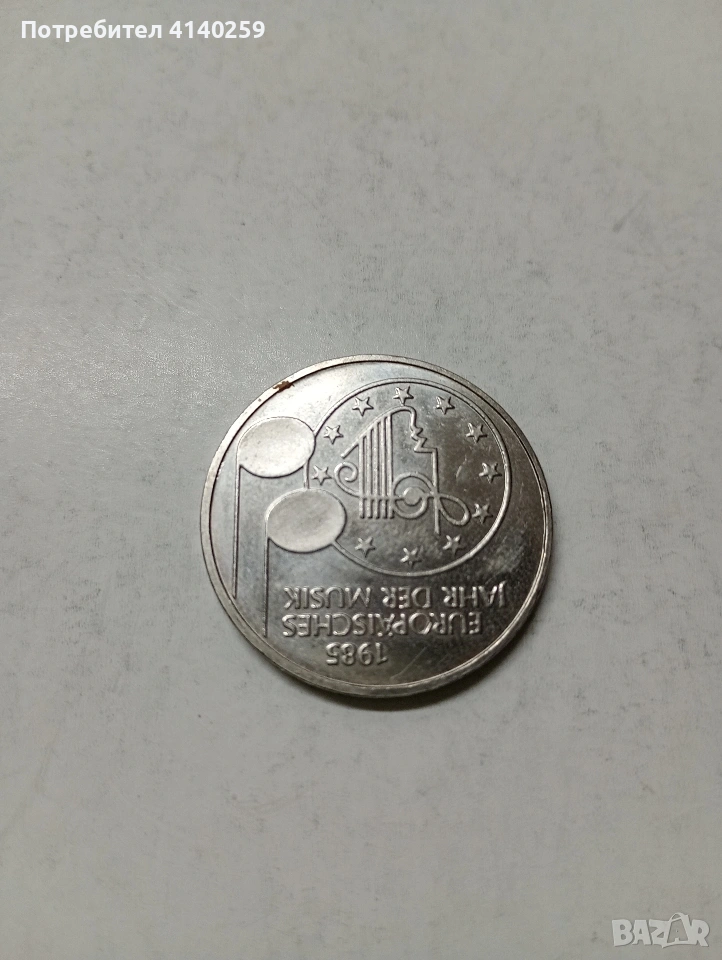 Потребител 4140259
1985
EUROPÄISCHES
JAHR DER MUSIK
BAZAR